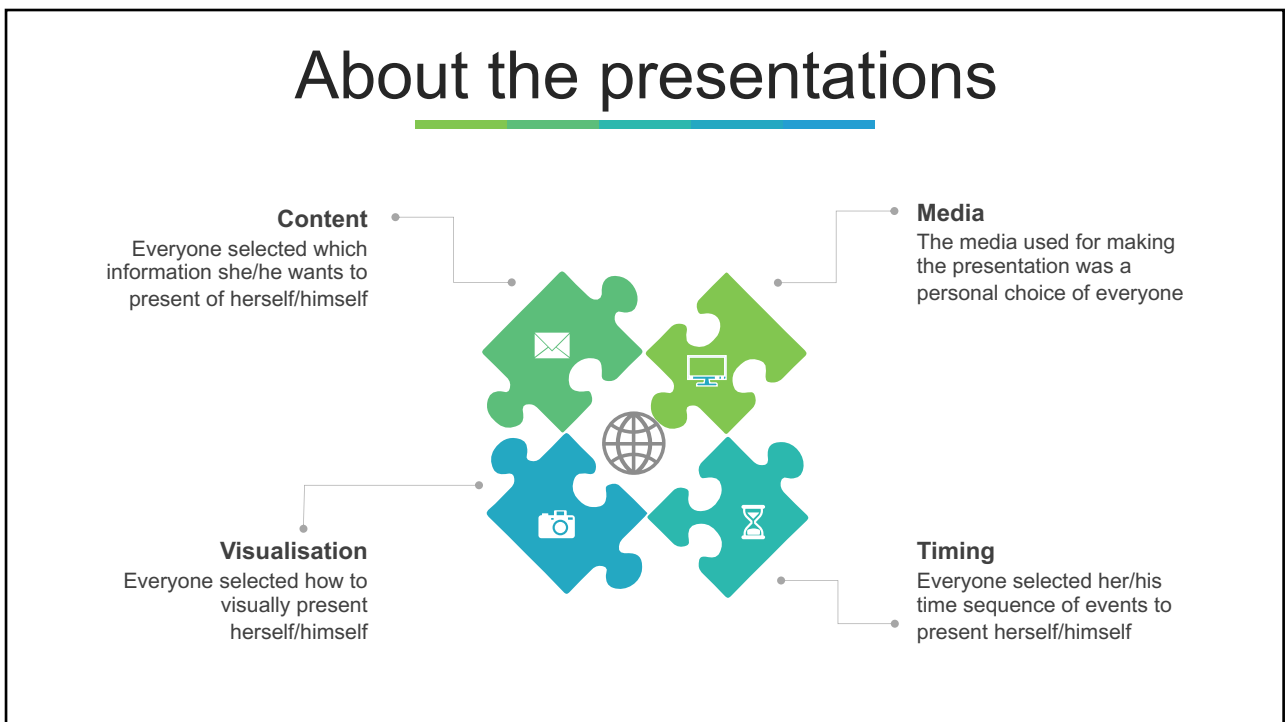 About the presentations
Content
Everyone selected which
information she/he wants to
present of herself/himself
Media
The media used for making
the presentation was a
personal choice of everyone
Visualisation
Everyone selected how to
visually present
herself/himself
Timing
Everyone selected her/his
time sequence of events to
present herself/himself